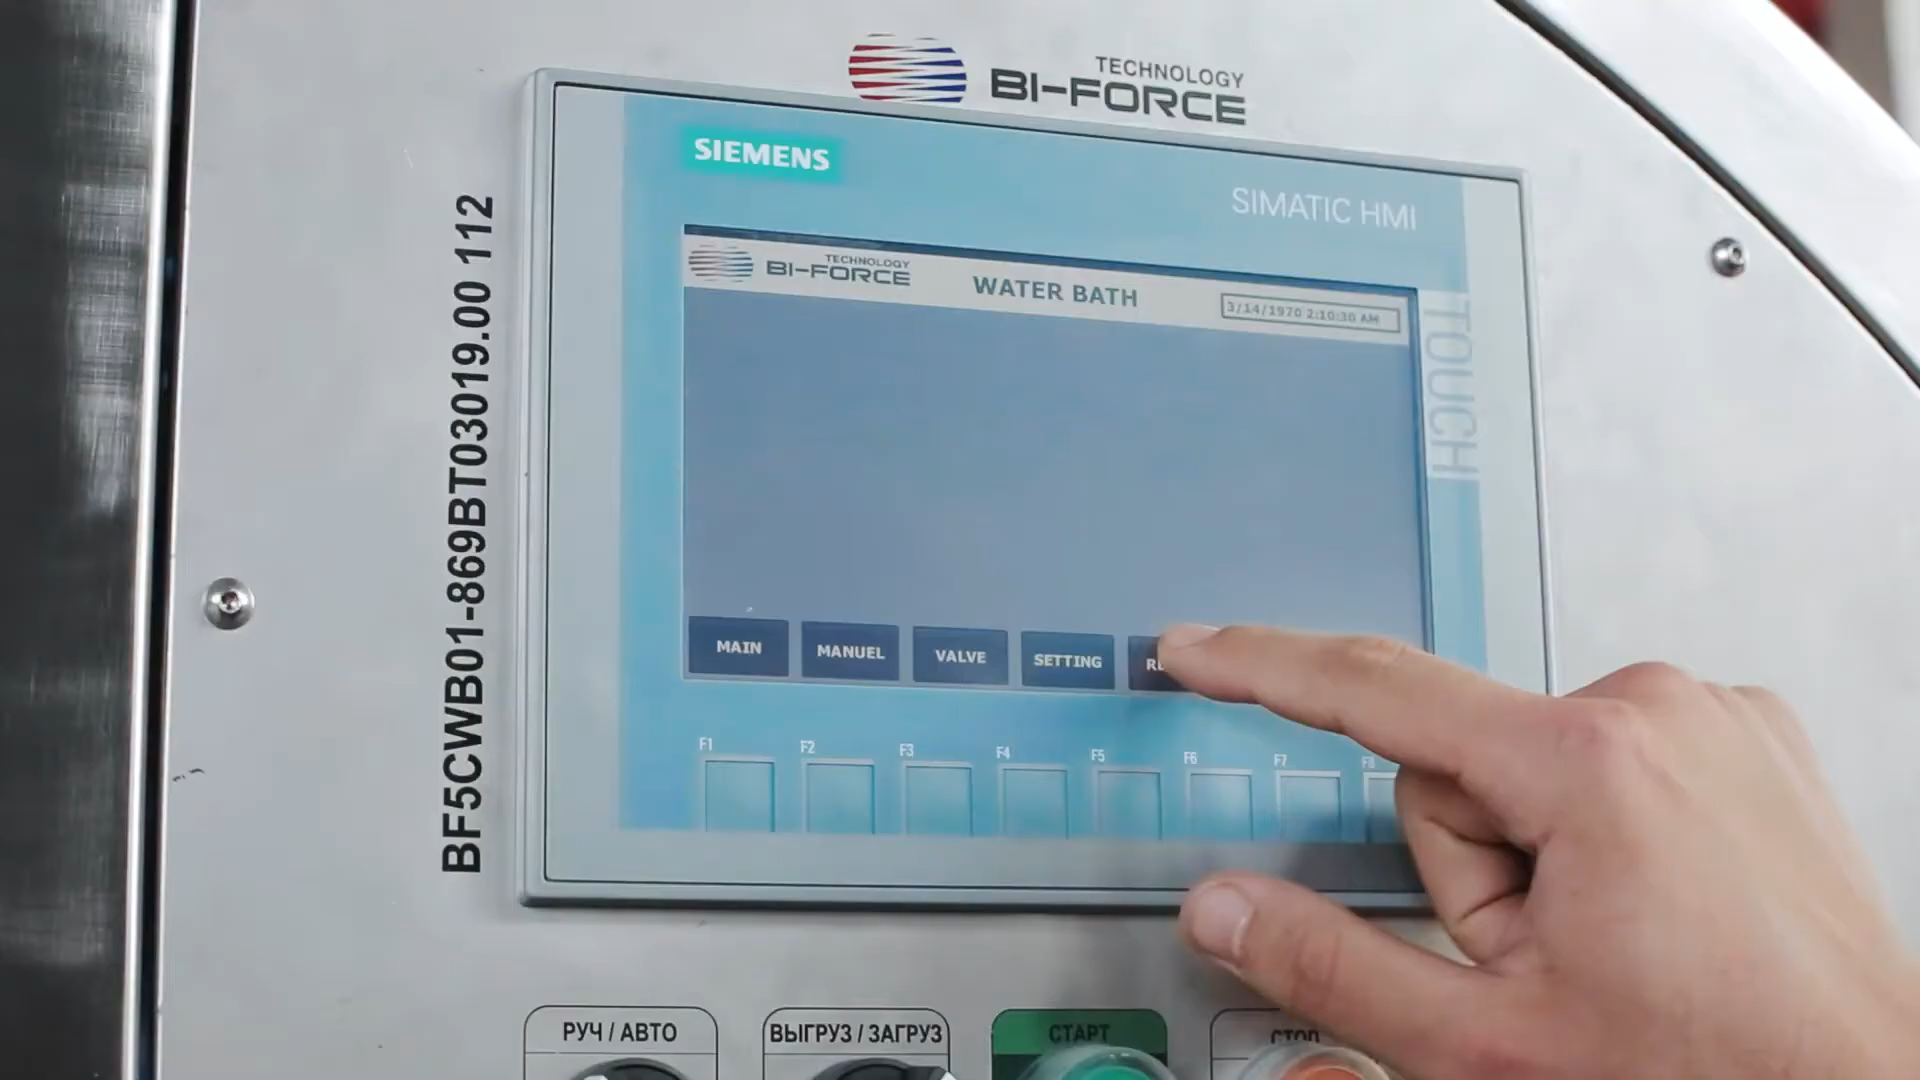 TECHNOLOGY
BI-FORCE
SIEMENS
SIMATIC HMI
TOUCH
TECHNOLOGY
BI-FORCE
WATER BATH
3/14/1970 2:10:30 AM
MAIN
MANUEL
VALVE
SETTING
F1
F2
F3
F4
F5
F6
F7
F8
BF5CWB01-869BT03019.00 112
РУЧ / АВТО
ВЫГРУЗ / ЗАГРУЗ
СТАРТ
СТОП